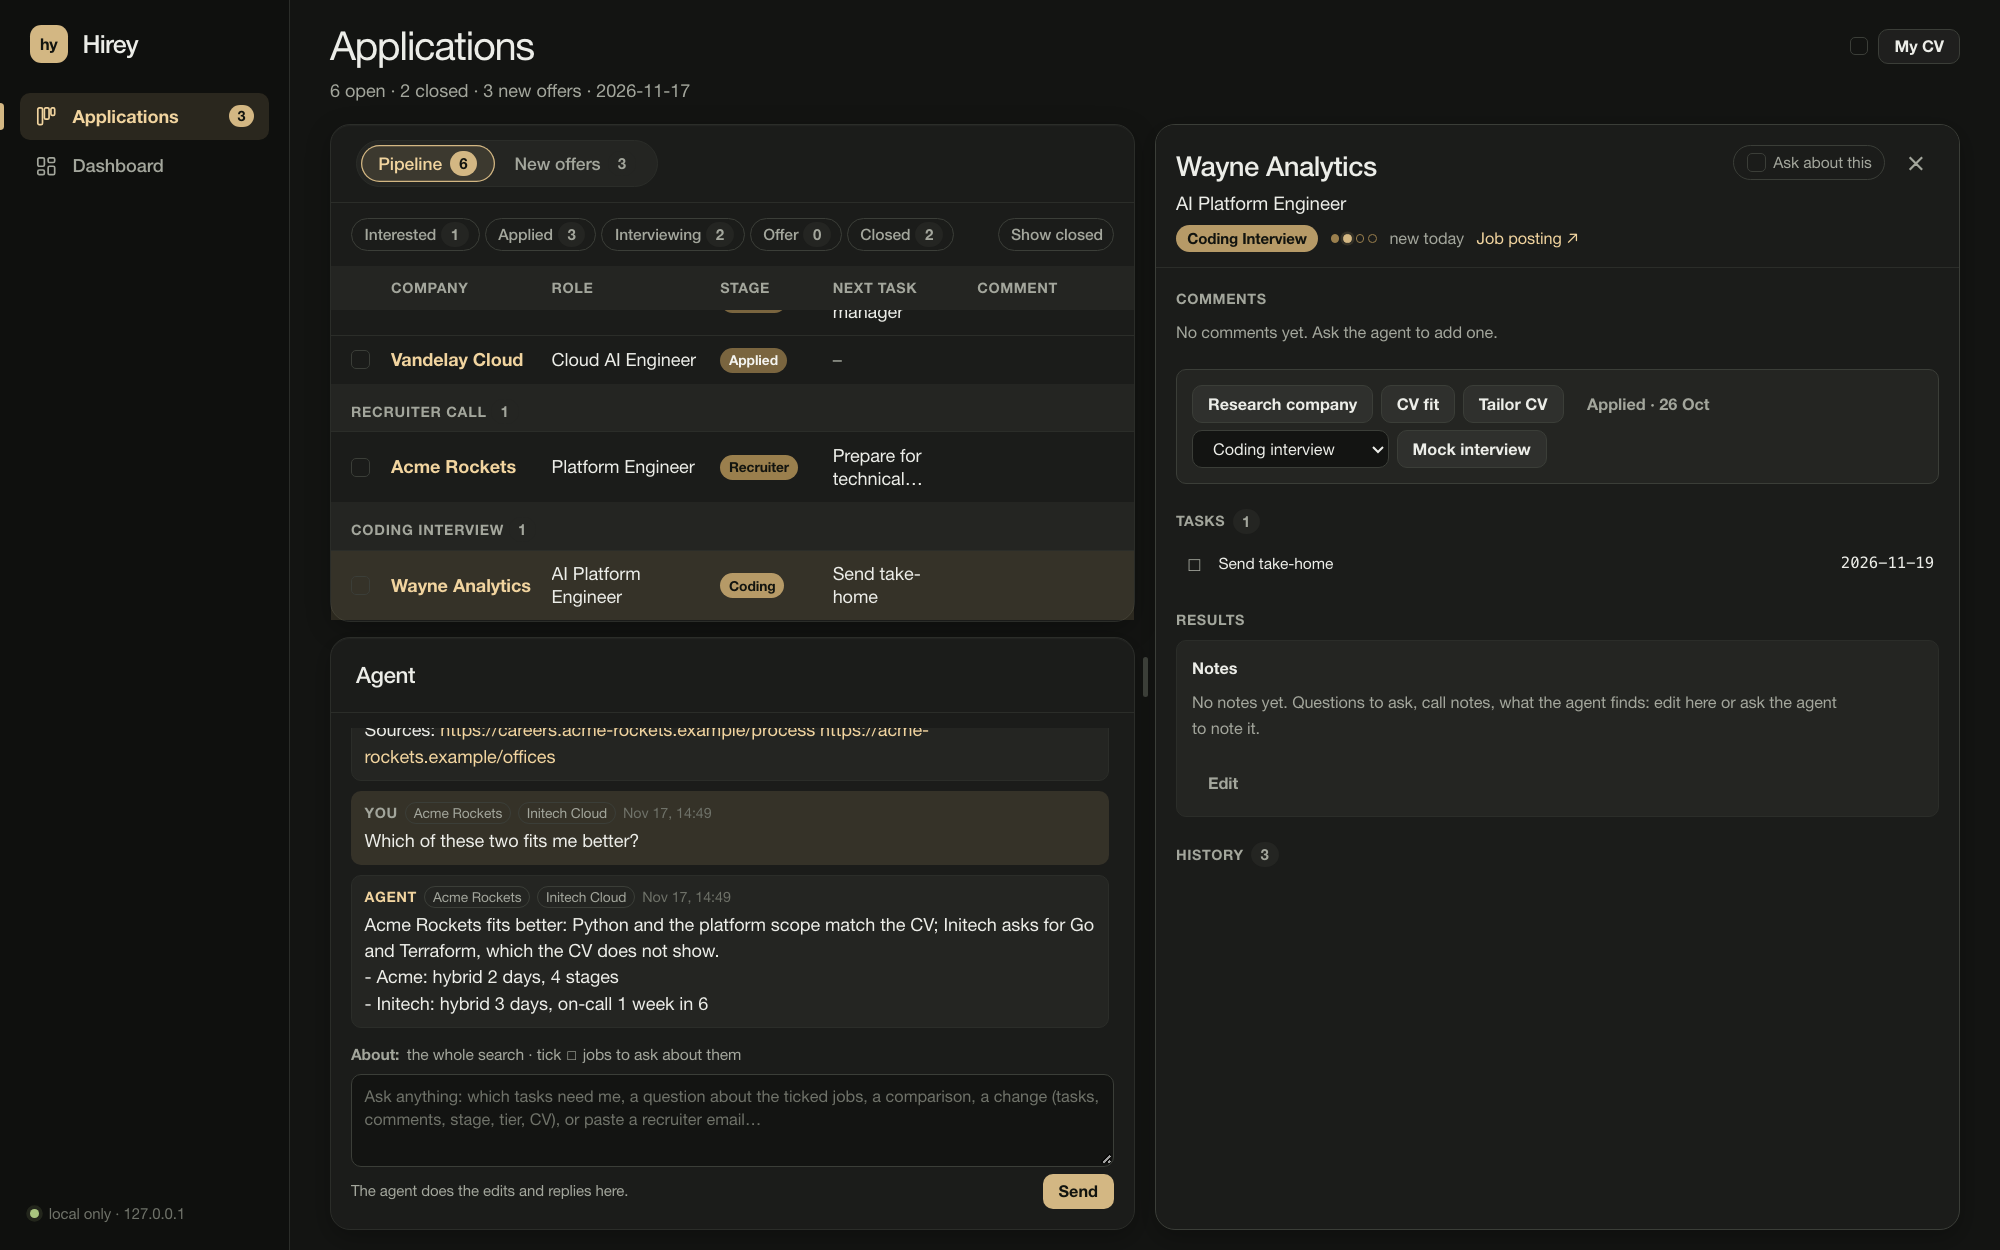 hy Hirey
Applications 3
Dashboard
local only · 127.0.0.1
Applications
6 open · 2 closed · 3 new offers · 2026-11-17
My CV
Pipeline 6 New offers 3
Interested 1 Applied 3 Interviewing 2 Offer 0 Closed 2 Show closed
COMPANY ROLE STAGE NEXT TASK COMMENT
manager
Vandelay Cloud Cloud AI Engineer Applied –
RECRUITER CALL 1
Acme Rockets Platform Engineer Recruiter Prepare for
technical…
CODING INTERVIEW 1
Wayne Analytics AI Platform
Engineer Coding Send take-
home
Agent
Sources: https://careers.acme-rockets.example/process https://acme-
rockets.example/offices
YOU Acme Rockets Initech Cloud Nov 17, 14:49
Which of these two fits me better?
AGENT Acme Rockets Initech Cloud Nov 17, 14:49
Acme Rockets fits better: Python and the platform scope match the CV; Initech asks for Go
and Terraform, which the CV does not show.
- Acme: hybrid 2 days, 4 stages
- Initech: hybrid 3 days, on-call 1 week in 6
About: the whole search · tick □ jobs to ask about them
Ask anything: which tasks need me, a question about the ticked jobs, a comparison, a change (tasks,
comments, stage, tier, CV), or paste a recruiter email…
The agent does the edits and replies here.
Send
Wayne Analytics
Ask about this ✕
AI Platform Engineer
Coding Interview new today Job posting ↗
COMMENTS
No comments yet. Ask the agent to add one.
Research company CV fit Tailor CV Applied · 26 Oct
Coding interview Mock interview
TASKS 1
□ Send take-home 2026-11-19
RESULTS
Notes
No notes yet. Questions to ask, call notes, what the agent finds: edit here or ask the agent
to note it.
Edit
HISTORY 3